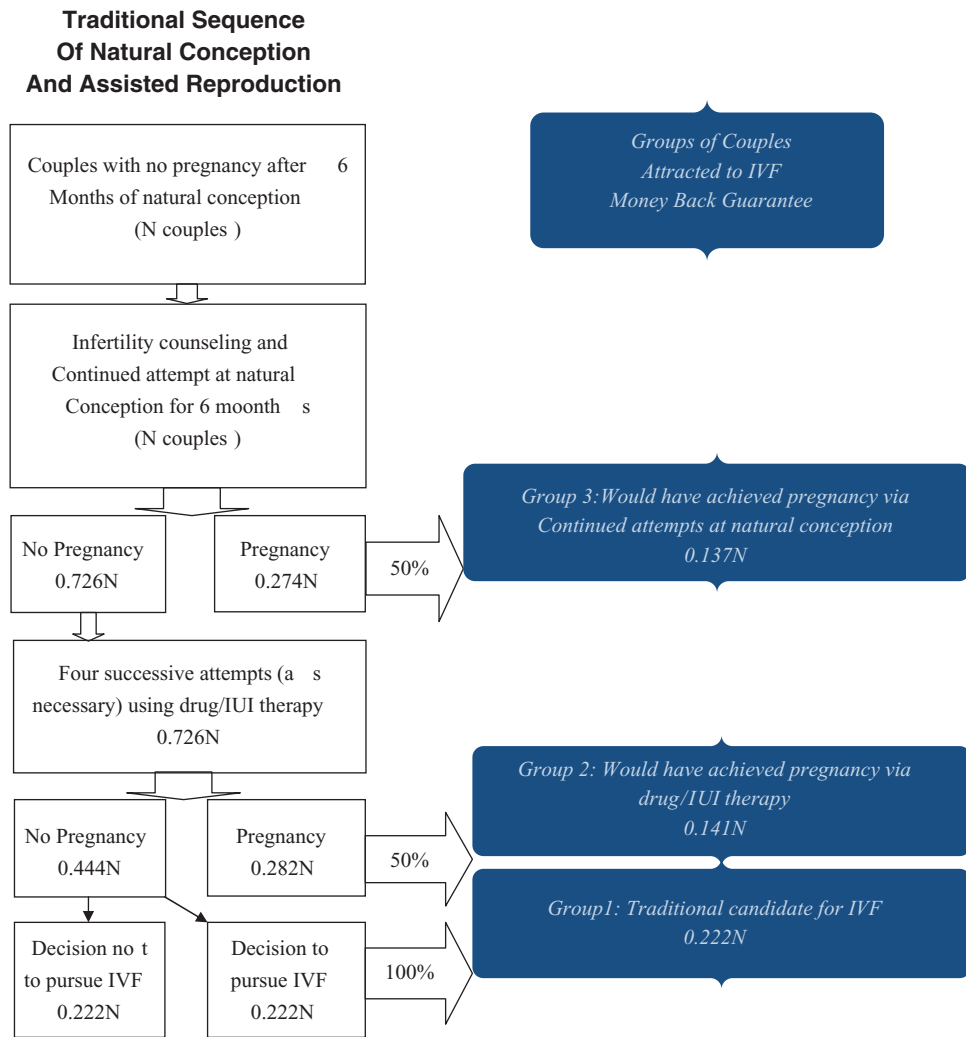 Traditional Sequence
Of Natural Conception
And Assisted Reproduction
Couples with no pregnancy after 6
Months of natural conception
(N couples )
Groups of Couples
Attracted to IVF
Money Back Guarantee
Infertility counseling and
Continued attempt at natural
Conception for 6 moonth s
(N couples )
No Pregnancy
0.726N
Pregnancy
0.274N
50%
Group 3:Would have achieved pregnancy via
Continued attempts at natural conception
0.137N
Four successive attempts (a s
necessary) using drug/IUI therapy
0.726N
No Pregnancy
0.444N
Pregnancy
0.282N
50%
Group 2: Would have achieved pregnancy via
drug/IUI therapy
0.141N
Decision no t
to pursue IVF
0.222N
Decision to
pursue IVF
0.222N
100%
Group1: Traditional candidate for IVF
0.222N